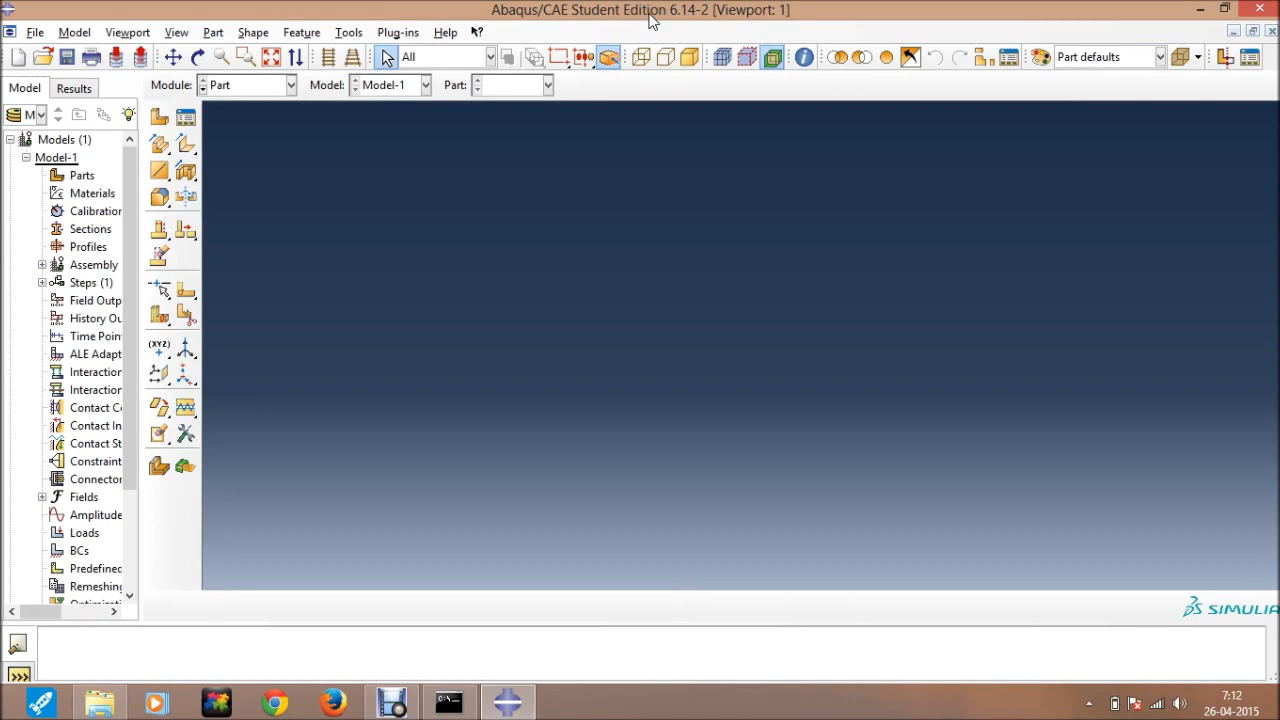 Abaqus/CAE Student Edition 6.14-2 [Viewport: 1]
File Model Viewport View Part Shape Feature Tools Plug-ins Help
All Part defaults
Model Results Module: Part Model: Model-1 Part:
M
Models (1)
Model-1
Parts
Materials
Calibration
Sections
Profiles
Assembly
Steps (1)
Field Outp
History Ou
Time Poin
ALE Adapt
Interaction
Interaction
Contact Co
Contact In
Contact St
Constraint
Connector
Fields
Amplitude
Loads
BCs
Predefined
Remeshing
(XYZ)
SIMULIA
>>>
7:12
26-04-2015